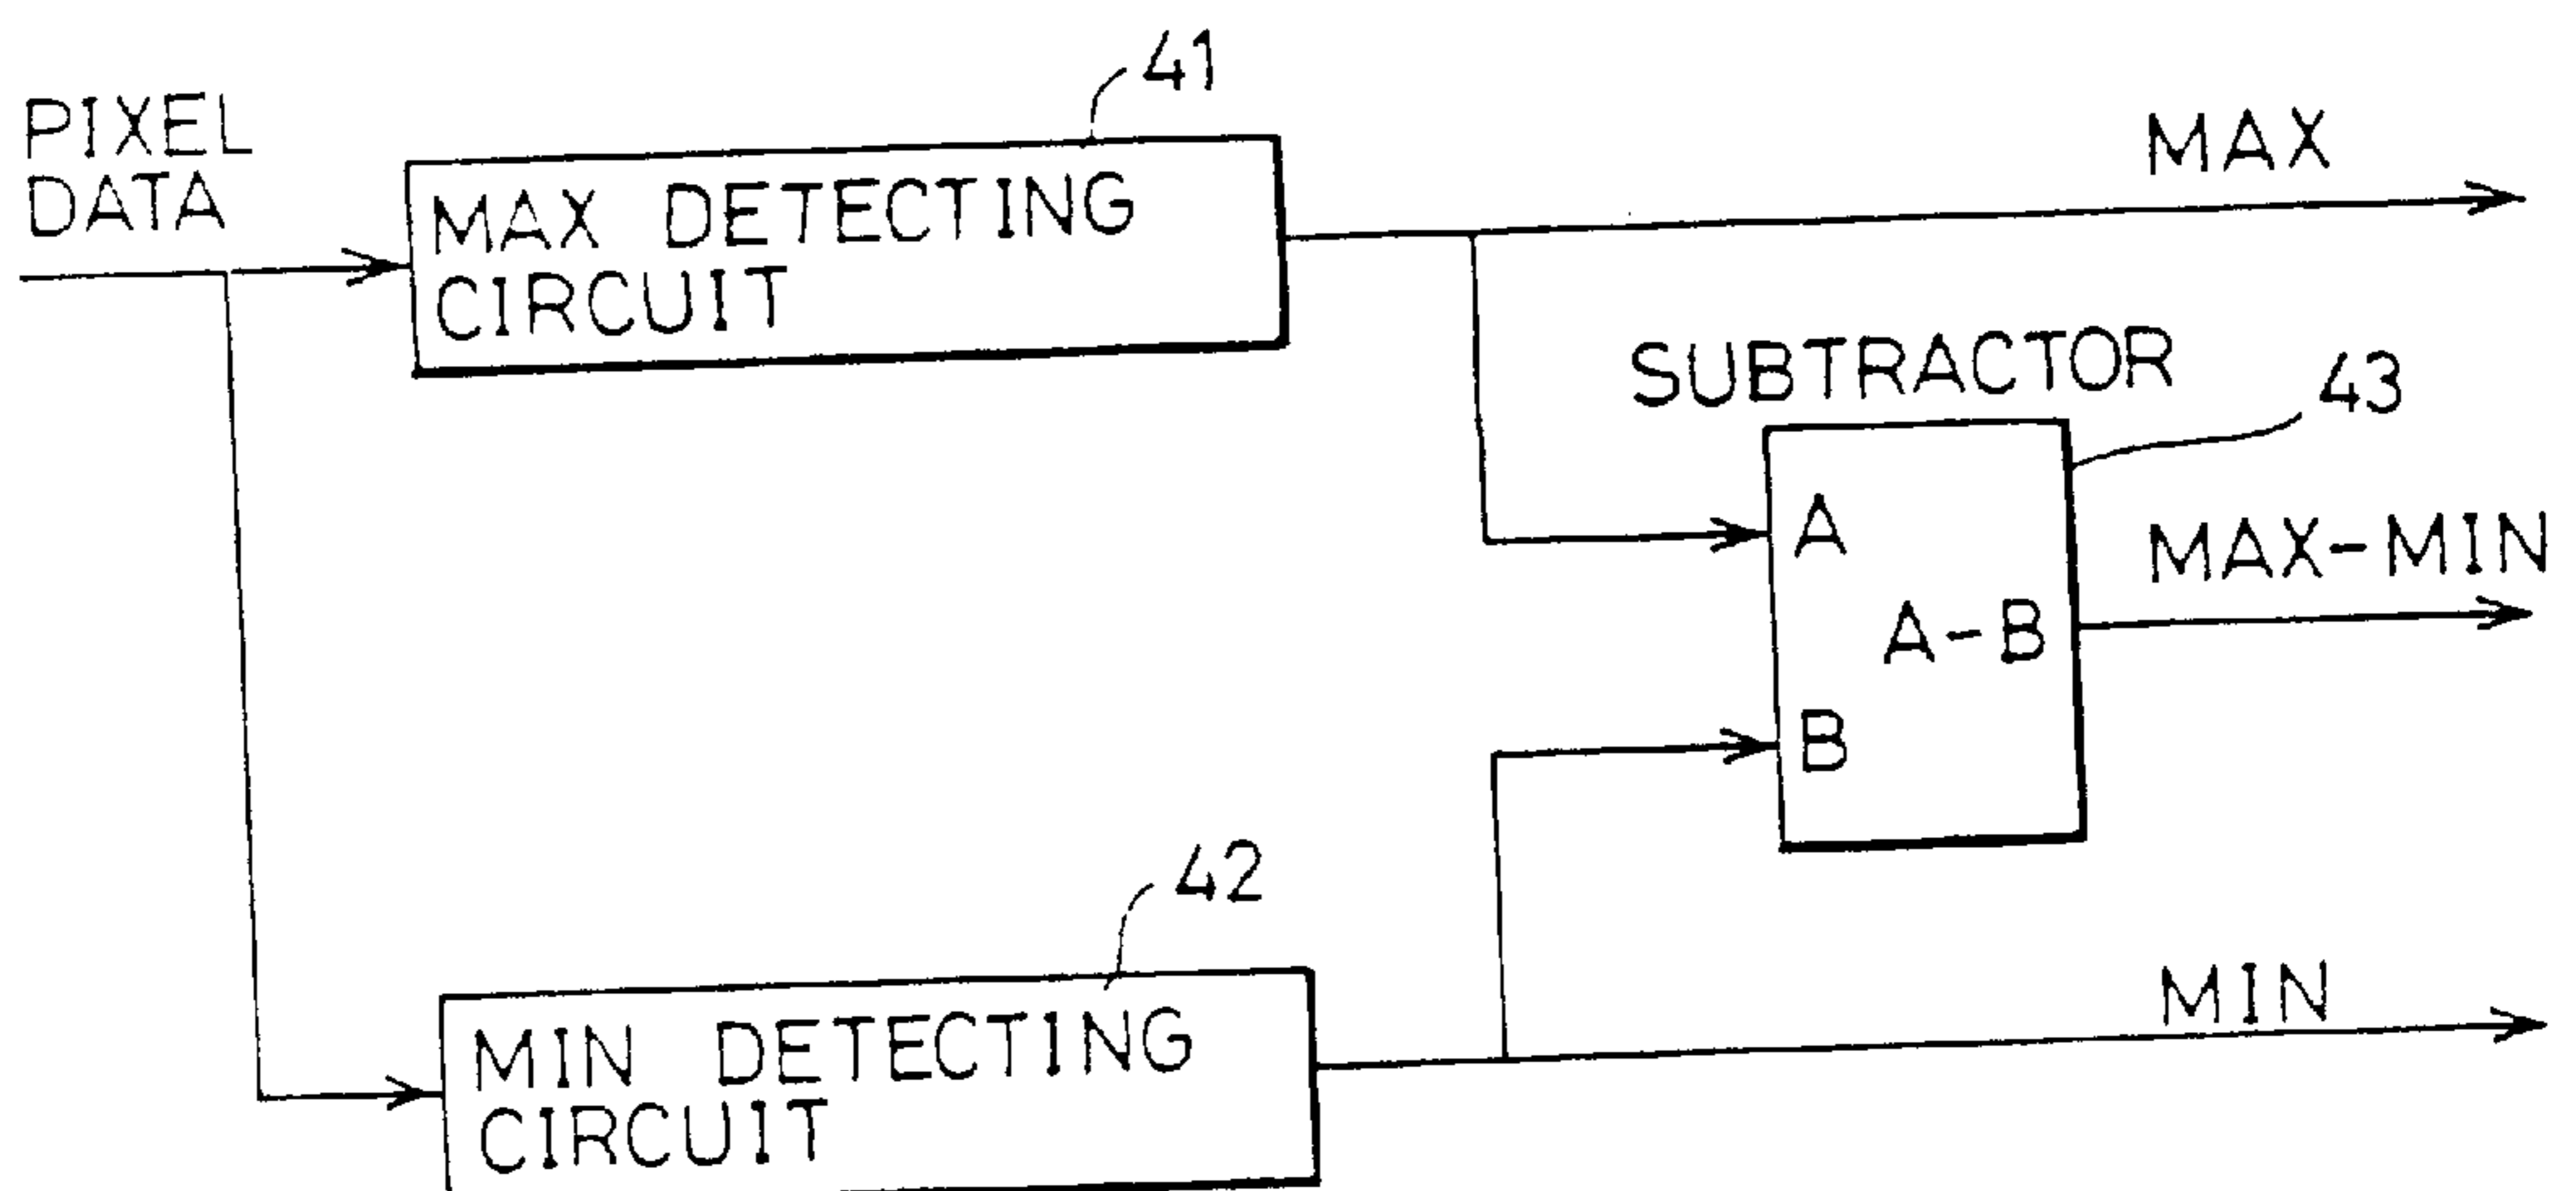 41
PIXEL
DATA
MAX DETECTING
CIRCUIT
MAX
SUBTRACTOR
43
A
A-B
B
MAX-MIN
42
MIN DETECTING
CIRCUIT
MIN